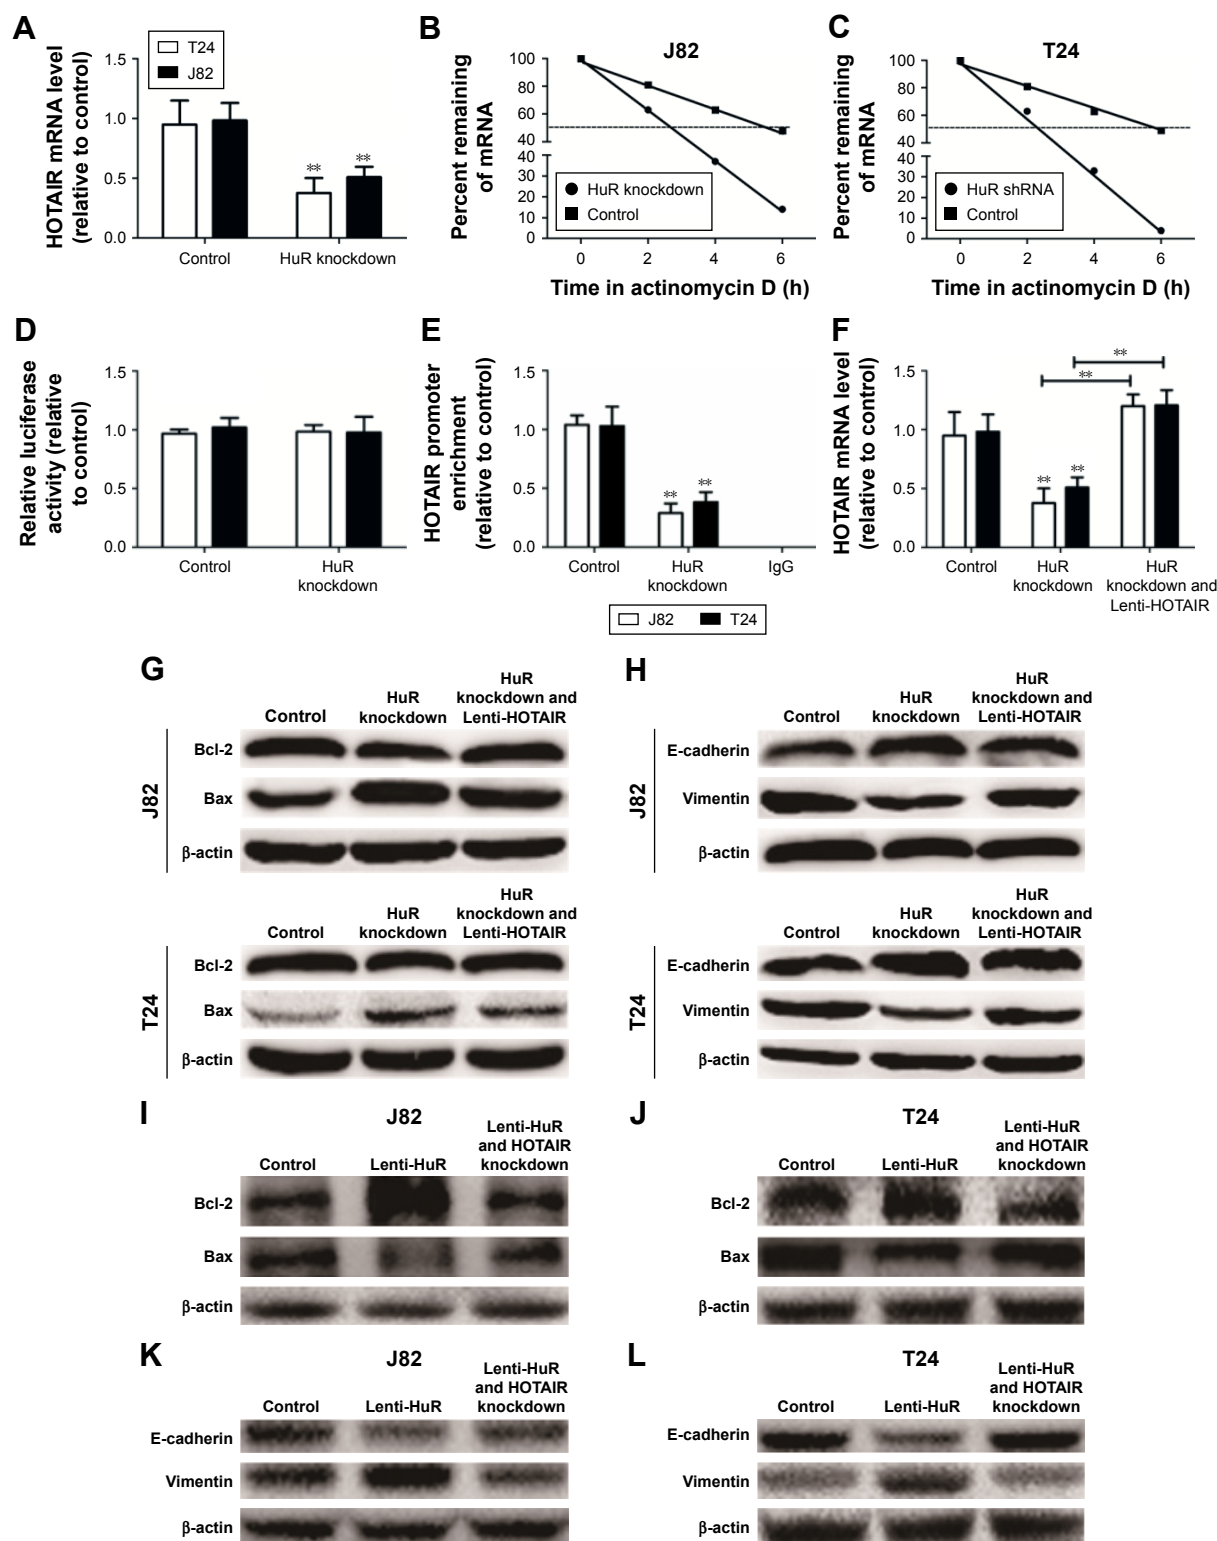 A
HOTAIR mRNA level
(relative to control)
T24
J82
1.5
1.0
0.5
0.0
**
**
Control
HuR knockdown
B
J82
Percent remaining
of mRNA
100
80
60
40
40
30
20
10
0
HuR knockdown
Control
0
2
4
6
Time in actinomycin D (h)
C
T24
Percent remaining
of mRNA
100
80
60
40
40
30
20
10
0
HuR shRNA
Control
0
2
4
6
Time in actinomycin D (h)
D
Relative luciferase
activity (relative
to control)
1.5
1.0
0.5
0.0
Control
HuR
knockdown
E
HOTAIR promoter
enrichment
(relative to control)
1.5
1.0
0.5
0.0
**
**
Control
HuR
knockdown
IgG
J82
T24
F
HOTAIR mRNA level
(relative to control)
1.5
1.0
0.5
0.0
**
**
**
**
Control
HuR
knockdown
HuR
knockdown and
Lenti-HOTAIR
G
Control
HuR
knockdown
HuR
knockdown and
Lenti-HOTAIR
J82
Bcl-2
Bax
β-actin
Control
HuR
knockdown
HuR
knockdown and
Lenti-HOTAIR
T24
Bcl-2
Bax
β-actin
H
Control
HuR
knockdown
HuR
knockdown and
Lenti-HOTAIR
J82
E-cadherin
Vimentin
β-actin
Control
HuR
knockdown
HuR
knockdown and
Lenti-HOTAIR
T24
E-cadherin
Vimentin
β-actin
I
J82
Control
Lenti-HuR
Lenti-HuR
and HOTAIR
knockdown
Bcl-2
Bax
β-actin
J
T24
Control
Lenti-HuR
Lenti-HuR
and HOTAIR
knockdown
Bcl-2
Bax
β-actin
K
J82
Control
Lenti-HuR
Lenti-HuR
and HOTAIR
knockdown
E-cadherin
Vimentin
β-actin
L
T24
Control
Lenti-HuR
Lenti-HuR
and HOTAIR
knockdown
E-cadherin
Vimentin
β-actin